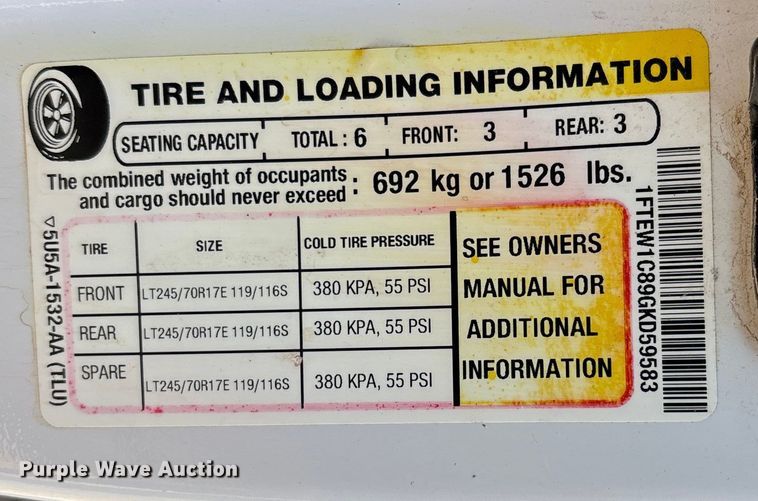 TIRE AND LOADING INFORMATION
SEATING CAPACITY TOTAL : 6 FRONT: 3 REAR: 3
The combined weight of occupants
and cargo should never exceed : 692 kg or 1526 lbs.
TIRE SIZE COLD TIRE PRESSURE
FRONT LT245/70R17E 119/116S 380 KPA, 55 PSI
REAR LT245/70R17E 119/116S 380 KPA, 55 PSI
SPARE LT245/70R17E 119/116S 380 KPA, 55 PSI
SEE OWNERS
MANUAL FOR
ADDITIONAL
INFORMATION
▽5U5A-1532-AA (TLU)
1FTEW1C89GKD59583
Purple Wave Auction